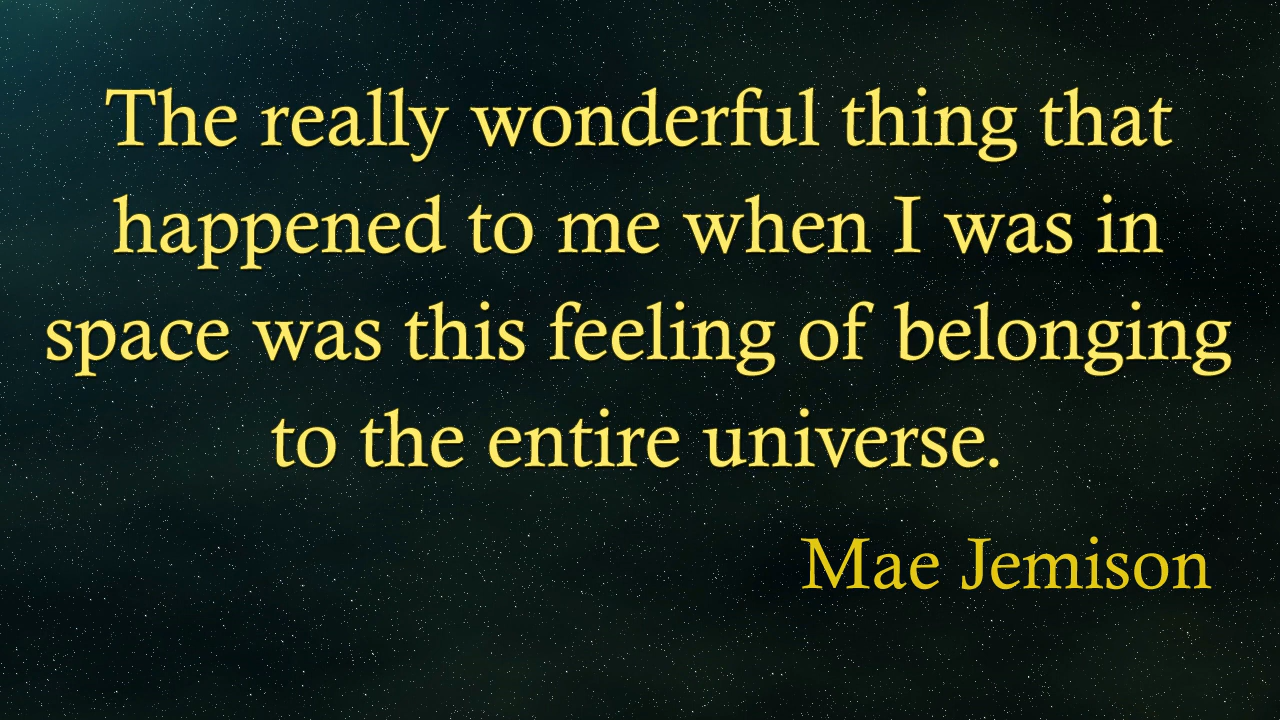 The really wonderful thing that
happened to me when I was in
space was this feeling of belonging
to the entire universe.
Mae Jemison